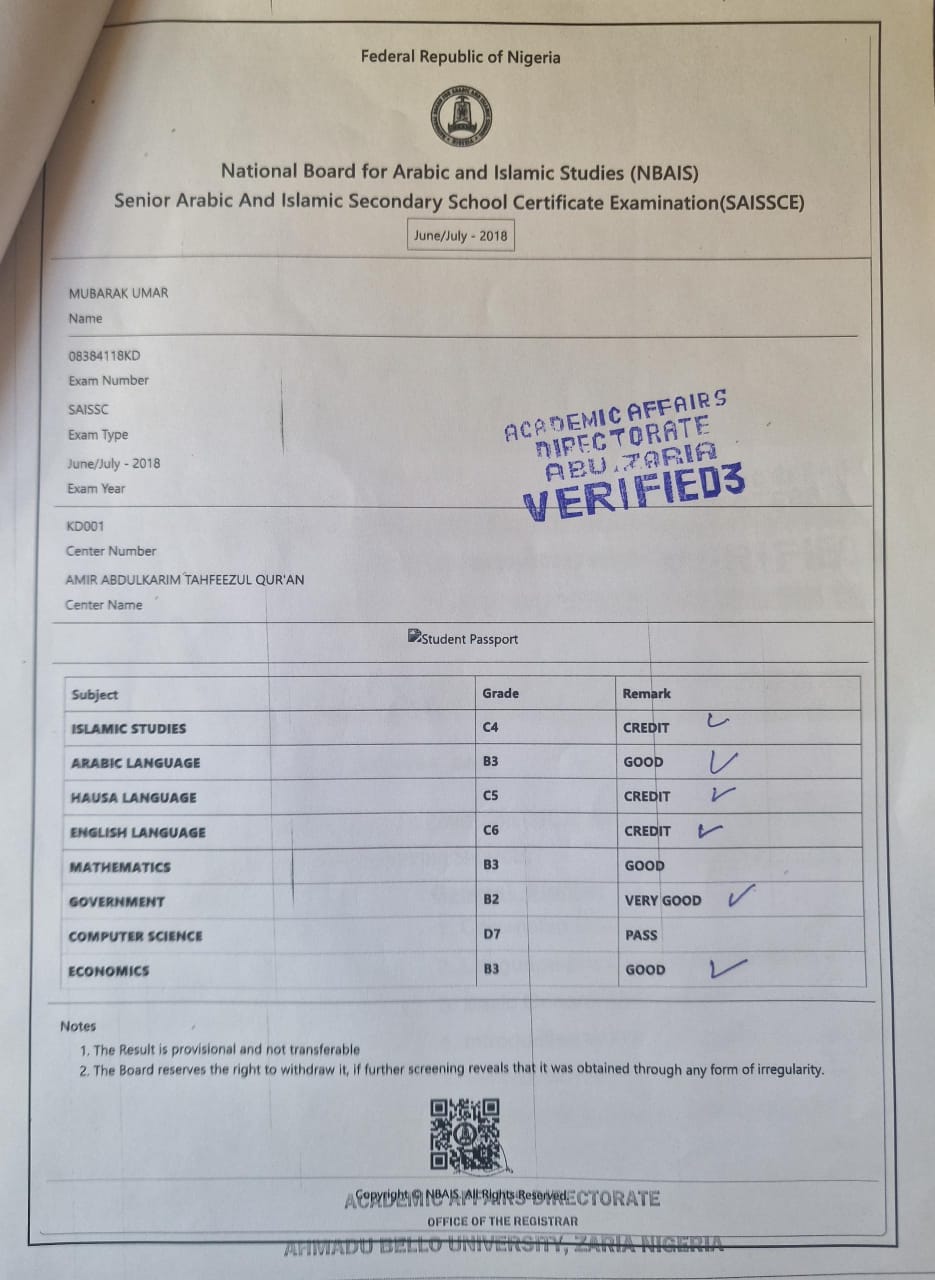 Federal Republic of Nigeria
National Board for Arabic and Islamic Studies (NBAIS)
Senior Arabic And Islamic Secondary School Certificate Examination(SAISSCE)
June/July - 2018
MUBARAK UMAR
Name
08384118KD
Exam Number
SAISSC
Exam Type
June/July - 2018
Exam Year
ACADEMIC AFFAIRS
DIRECTORATE
ABU, ZARIA
VERIFIED3
KD001
Center Number
AMIR ABDULKARIM TAHFEEZUL QUR'AN
Center Name
Student Passport
Subject Grade Remark
ISLAMIC STUDIES C4 CREDIT
ARABIC LANGUAGE B3 GOOD
HAUSA LANGUAGE C5 CREDIT
ENGLISH LANGUAGE C6 CREDIT
MATHEMATICS B3 GOOD
GOVERNMENT B2 VERY GOOD
COMPUTER SCIENCE D7 PASS
ECONOMICS B3 GOOD
Notes
1. The Result is provisional and not transferable
2. The Board reserves the right to withdraw it, if further screening reveals that it was obtained through any form of irregularity.
Copyright © NBAIS. All Rights Reserved.
ACADEMIC AFFAIRS DIRECTORATE
OFFICE OF THE REGISTRAR
AHMADU BELLO UNIVERSITY, ZARIA NIGERIA